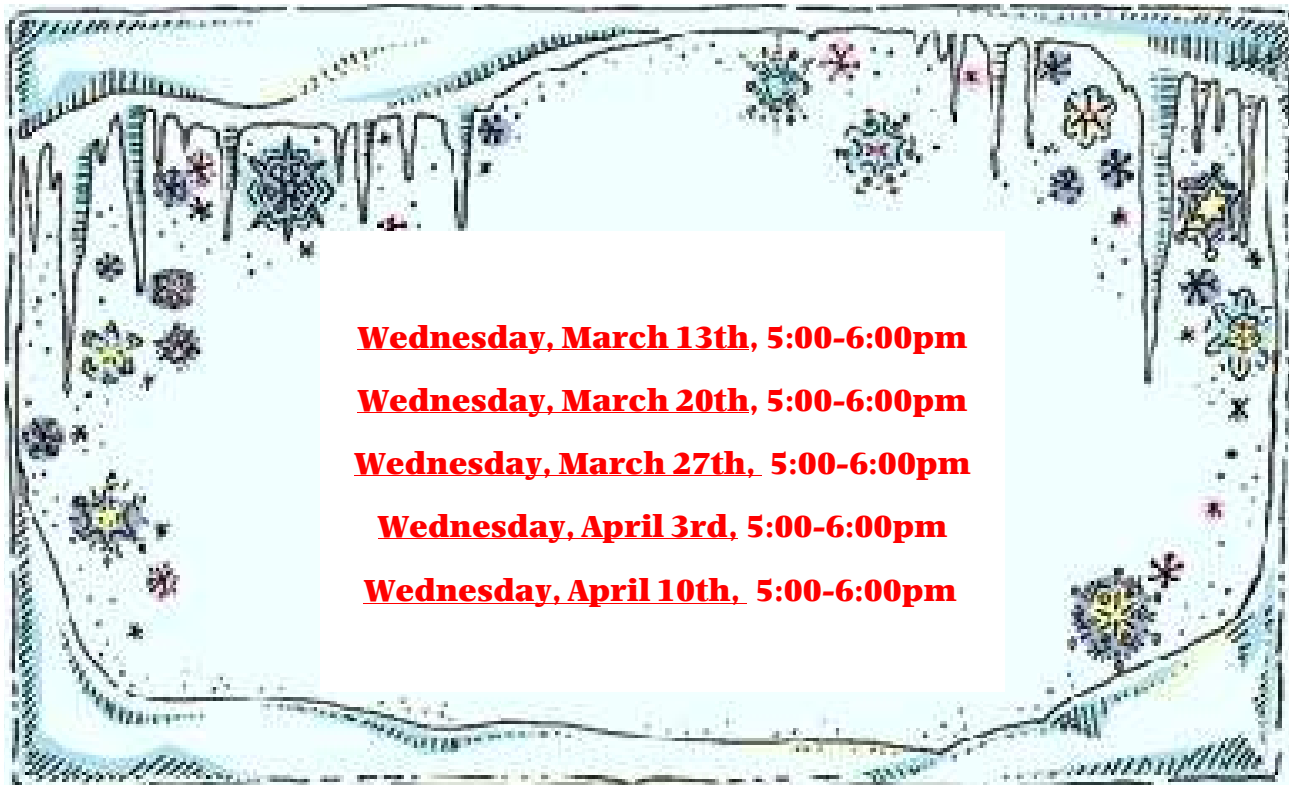 Wednesday, March 13th, 5:00-6:00pm
Wednesday, March 20th, 5:00-6:00pm
Wednesday, March 27th, 5:00-6:00pm
Wednesday, April 3rd, 5:00-6:00pm
Wednesday, April 10th, 5:00-6:00pm